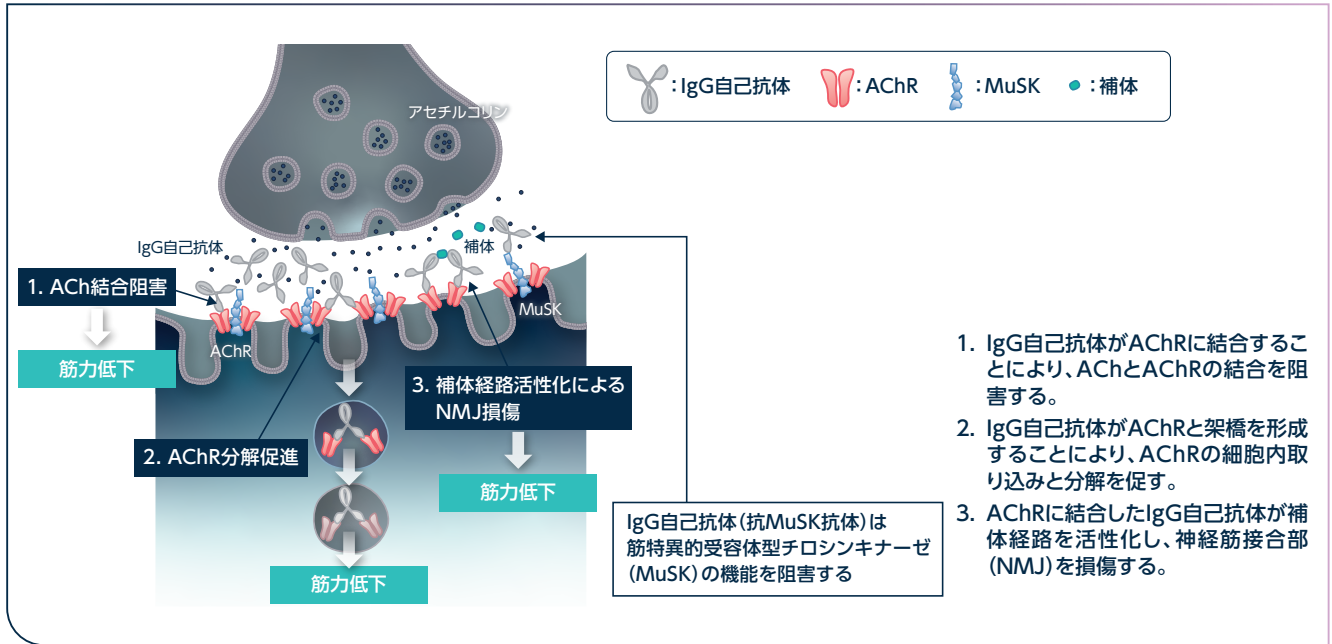 :IgG自己抗体
:AChR
:MuSK
:補体
アセチルコリン
IgG自己抗体
補体
1. ACh結合阻害
MuSK
AChR
筋力低下
3. 補体経路活性化による
NMJ損傷
2. AChR分解促進
筋力低下
筋力低下
IgG自己抗体（抗MuSK抗体）は
筋特異的受容体型チロシンキナーゼ
（MuSK）の機能を阻害する
1. IgG自己抗体がAChRに結合するこ
とにより、AChとAChRの結合を阻
害する。
2. IgG自己抗体がAChRと架橋を形成
することにより、AChRの細胞内取
り込みと分解を促す。
3. AChRに結合したIgG自己抗体が補
体経路を活性化し、神経筋接合部
（NMJ）を損傷する。